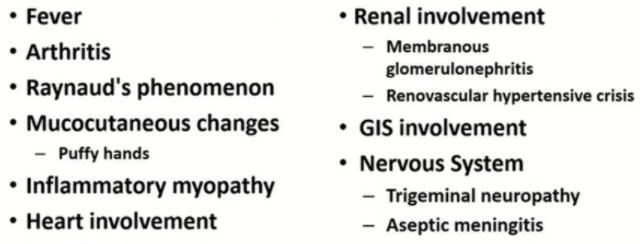 • Fever
• Arthritis
• Raynaud's phenomenon
• Mucocutaneous changes
– Puffy hands
• Inflammatory myopathy
• Heart involvement
• Renal involvement
– Membranous
glomerulonephritis
– Renovascular hypertensive crisis
• GIS involvement
• Nervous System
– Trigeminal neuropathy
– Aseptic meningitis